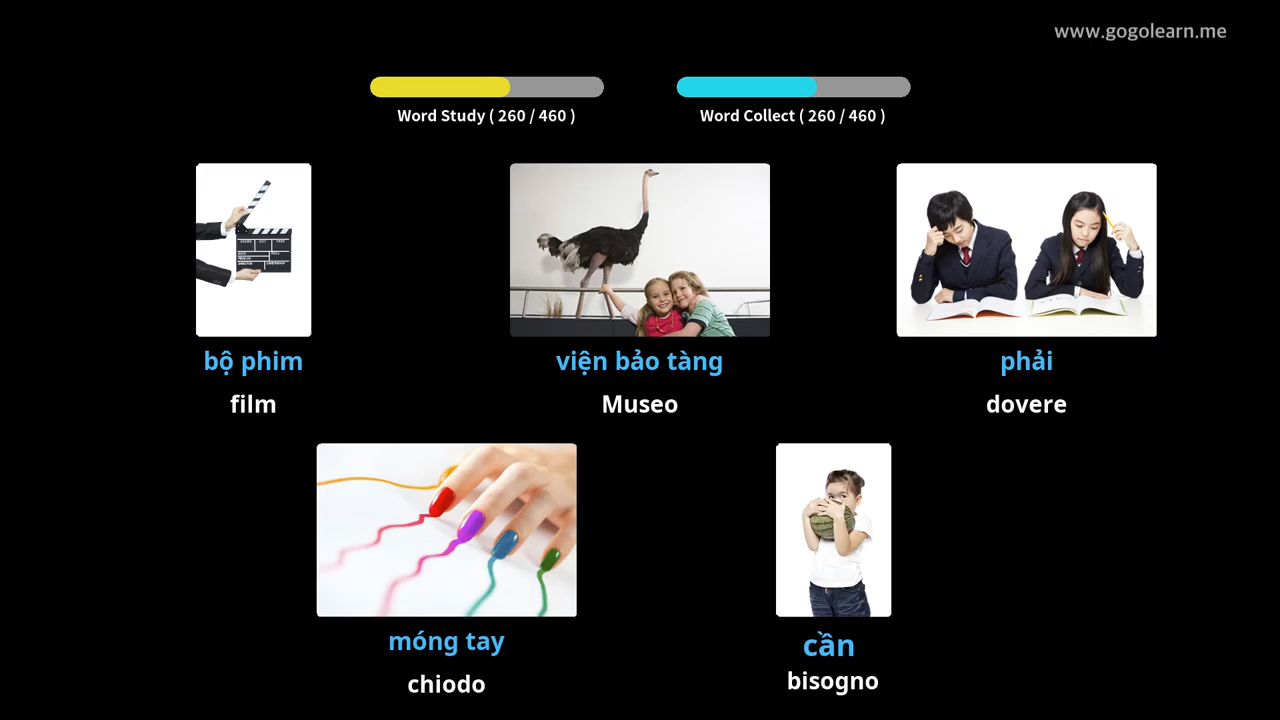 www.gogolearn.me
Word Study ( 260 / 460 )
Word Collect ( 260 / 460 )
bộ phim
film
viện bảo tàng
Museo
phải
dovere
móng tay
chiodo
cần
bisogno